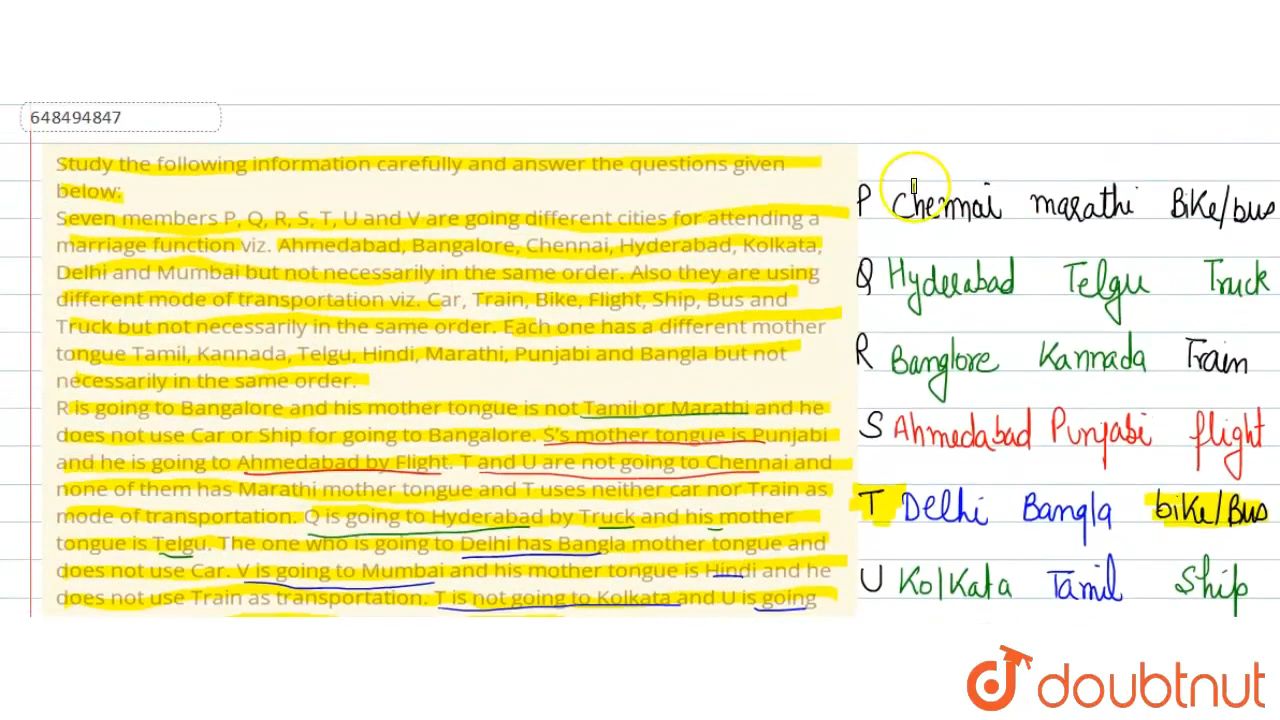 648494847
Study the following information carefully and answer the questions given
below:
Seven members P, Q, R, S, T, U and V are going different cities for attending a
marriage function viz. Ahmedabad, Bangalore, Chennai, Hyderabad, Kolkata,
Delhi and Mumbai but not necessarily in the same order. Also they are using
different mode of transportation viz. Car, Train, Bike, Flight, Ship, Bus and
Truck but not necessarily in the same order. Each one has a different mother
tongue Tamil, Kannada, Telgu, Hindi, Marathi, Punjabi and Bangla but not
necessarily in the same order.
R is going to Bangalore and his mother tongue is not Tamil or Marathi and he
does not use Car or Ship for going to Bangalore. S's mother tongue is Punjabi
and he is going to Ahmedabad by Flight. T and U are not going to Chennai and
none of them has Marathi mother tongue and T uses neither car nor Train as
mode of transportation. Q is going to Hyderabad by Truck and his mother
tongue is Telgu. The one who is going to Delhi has Bangla mother tongue and
does not use Car. V is going to Mumbai and his mother tongue is Hindi and he
does not use Train as transportation. T is not going to Kolkata and U is going
P Chennai marathi Bike/bus
Q Hyderabad Telgu Truck
R Banglore Kannada Train
S Ahmedabad Punjabi flight
T Delhi Bangla biKe/Bus
U Kolkata Tamil Ship
doubtnut